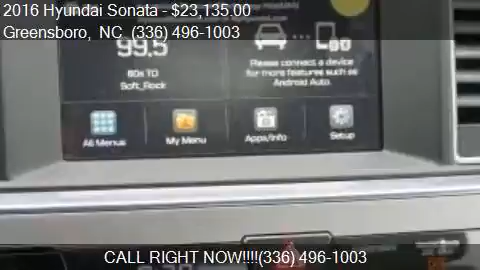 2016 Hyundai Sonata - $23,135.00
Greensboro, NC (336) 496-1003
99.5
60s TO
Soft_Rock
Please connect a device
for more features such as
Android Auto.
All Menus
My Menu
Apps/Info
Setup
CALL RIGHT NOW!!!!(336) 496-1003